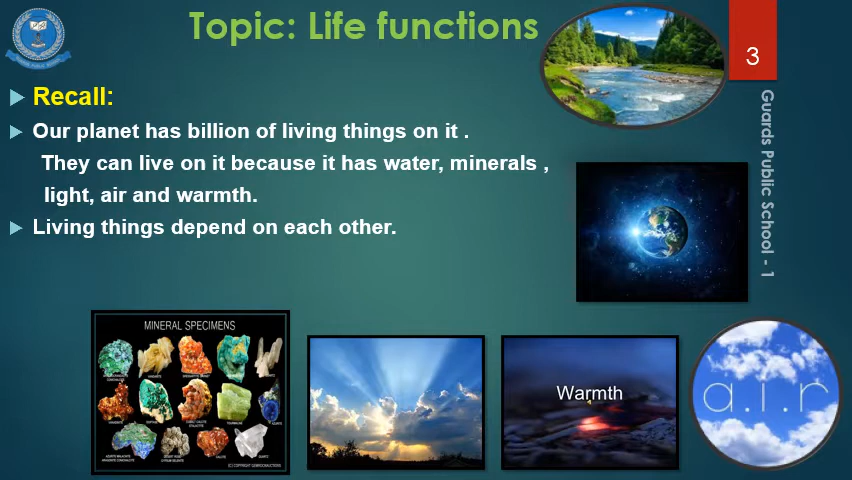 Topic: Life functions
3
Recall:
Our planet has billion of living things on it .
They can live on it because it has water, minerals ,
light, air and warmth.
Living things depend on each other.
Guards Public School - 1
MINERAL SPECIMENS
Warmth
a.i.r